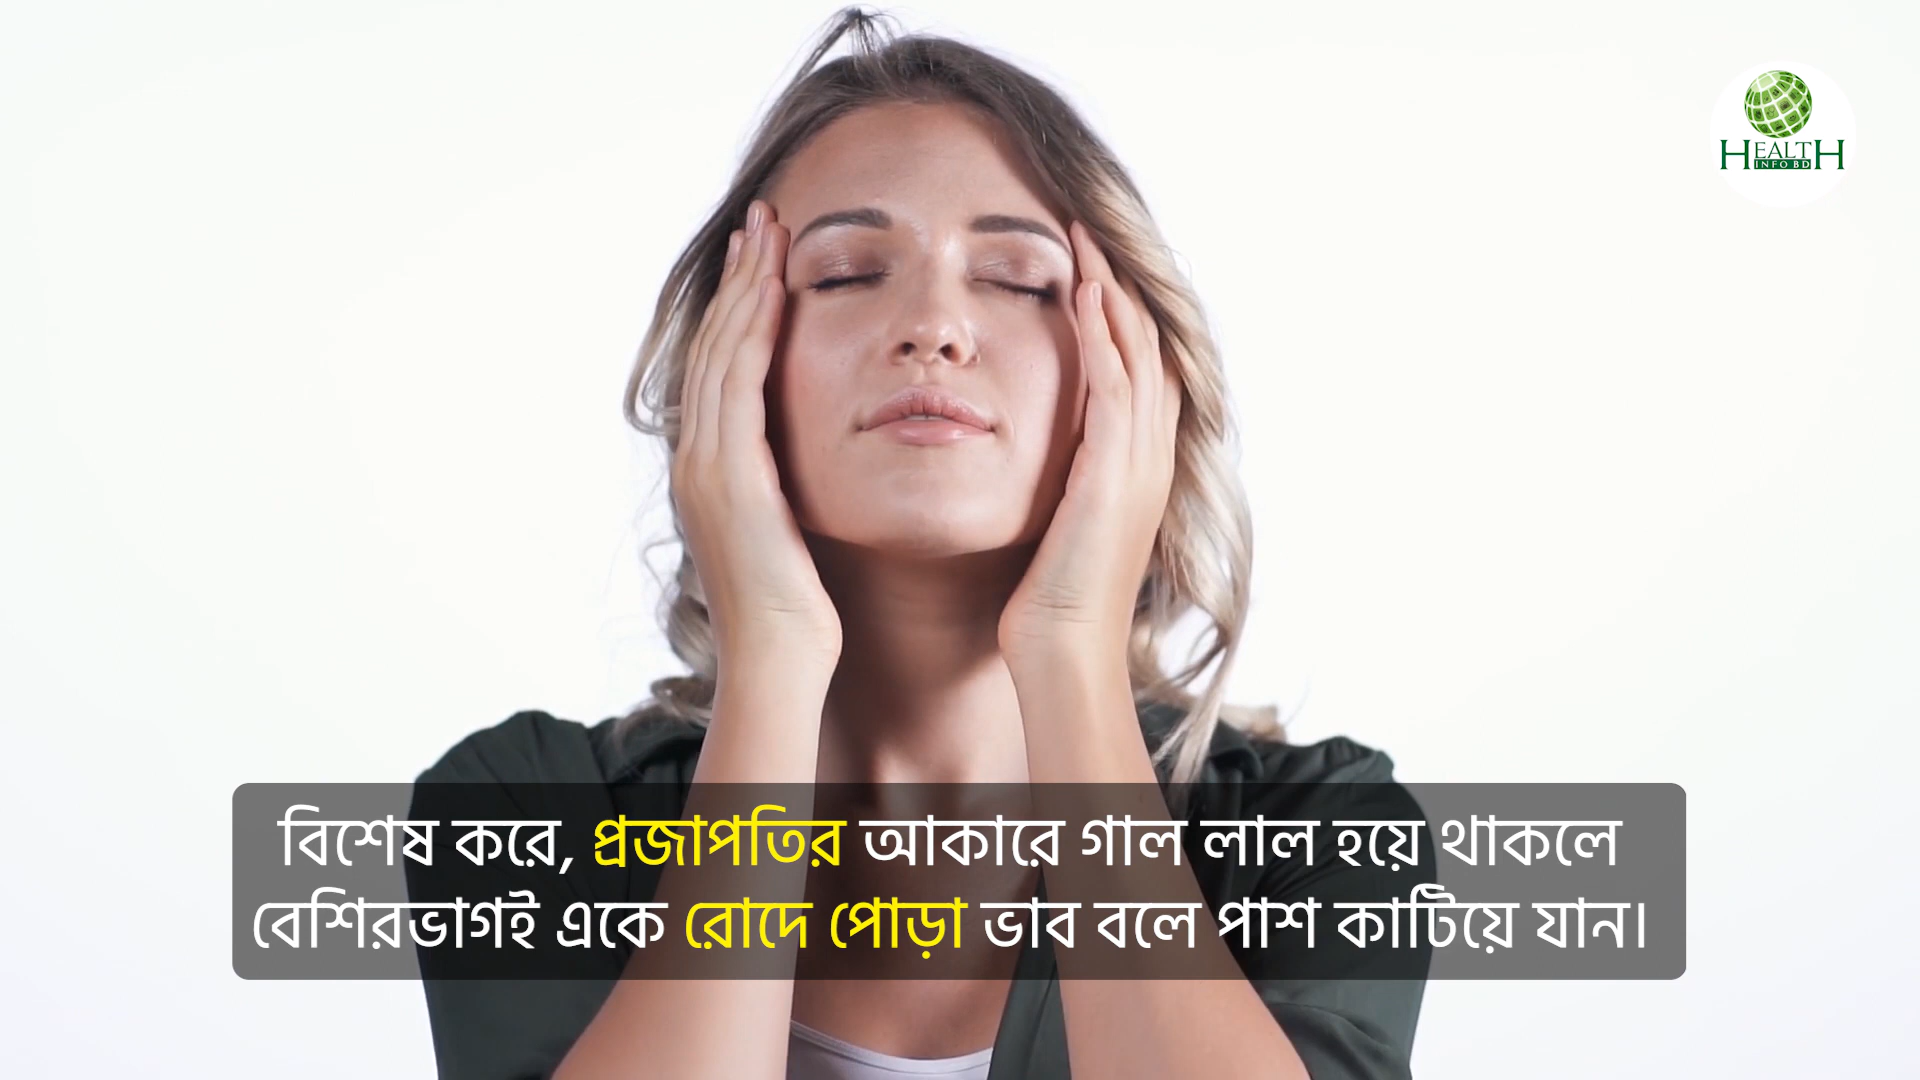 HEALTH
INFO BD
বিশেষ করে, প্রজাপতির আকারে গাল লাল হয়ে থাকলে
বেশিরভাগই একে রোদে পোড়া ভাব বলে পাশ কাটিয়ে যান।